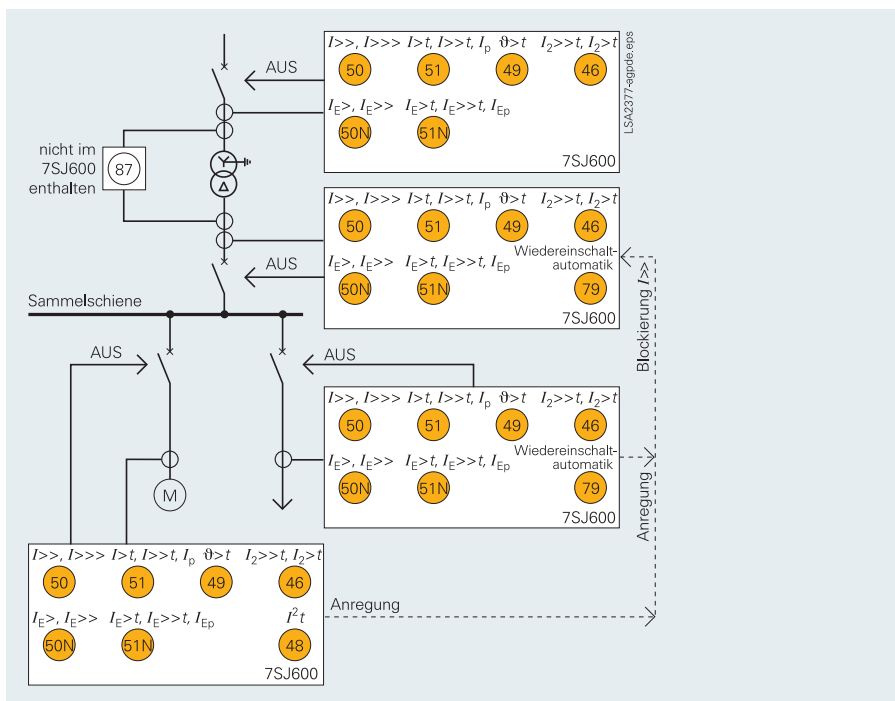 I>>, I>>> I>t, I>>t, Ip ϑ>t I2>>t, I2>t
50 51 49 46
IE>, IE>> IE>t, IE>>t, IEp
50N 51N
7SJ600
LSA2377-agpde.eps
AUS
nicht im
7SJ600
enthalten
87
I>>, I>>> I>t, I>>t, Ip ϑ>t I2>>t, I2>t
50 51 49 46
IE>, IE>> IE>t, IE>>t, IEp
Wiedereinschalt-
automatik
50N 51N 79
7SJ600
AUS
Sammelschiene
AUS
AUS
I>>, I>>> I>t, I>>t, Ip ϑ>t I2>>t, I2>t
50 51 49 46
IE>, IE>> IE>t, IE>>t, IEp
Wiedereinschalt-
automatik
50N 51N 79
7SJ600
Blockierung I>>
Anregung
M
I>>, I>>> I>t, I>>t, Ip ϑ>t I2>>t, I2>t
50 51 49 46
IE>, IE>> IE>t, IE>>t, IEp I²t
50N 51N 48
7SJ600
Anregung